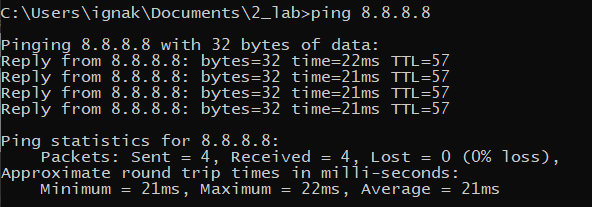 C:\Users\ignak\Documents\2_lab>ping 8.8.8.8
Pinging 8.8.8.8 with 32 bytes of data:
Reply from 8.8.8.8: bytes=32 time=22ms TTL=57
Reply from 8.8.8.8: bytes=32 time=21ms TTL=57
Reply from 8.8.8.8: bytes=32 time=21ms TTL=57
Reply from 8.8.8.8: bytes=32 time=21ms TTL=57
Ping statistics for 8.8.8.8:
    Packets: Sent = 4, Received = 4, Lost = 0 (0% loss),
Approximate round trip times in milli-seconds:
    Minimum = 21ms, Maximum = 22ms, Average = 21ms